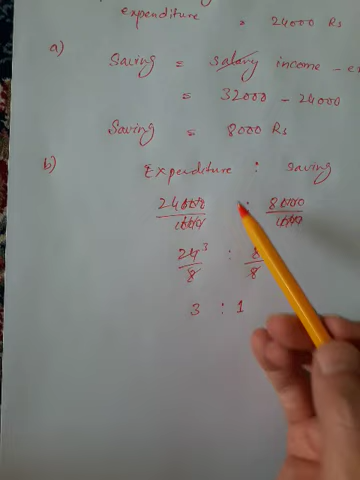 expenditure = 24000 Rs
a) Saving = salary income -
= 32000 - 24000
Saving = 8000 Rs
b) Expenditure : saving
24000/1000 : 8000/1000
24/8 3 : 8/8
3 : 1